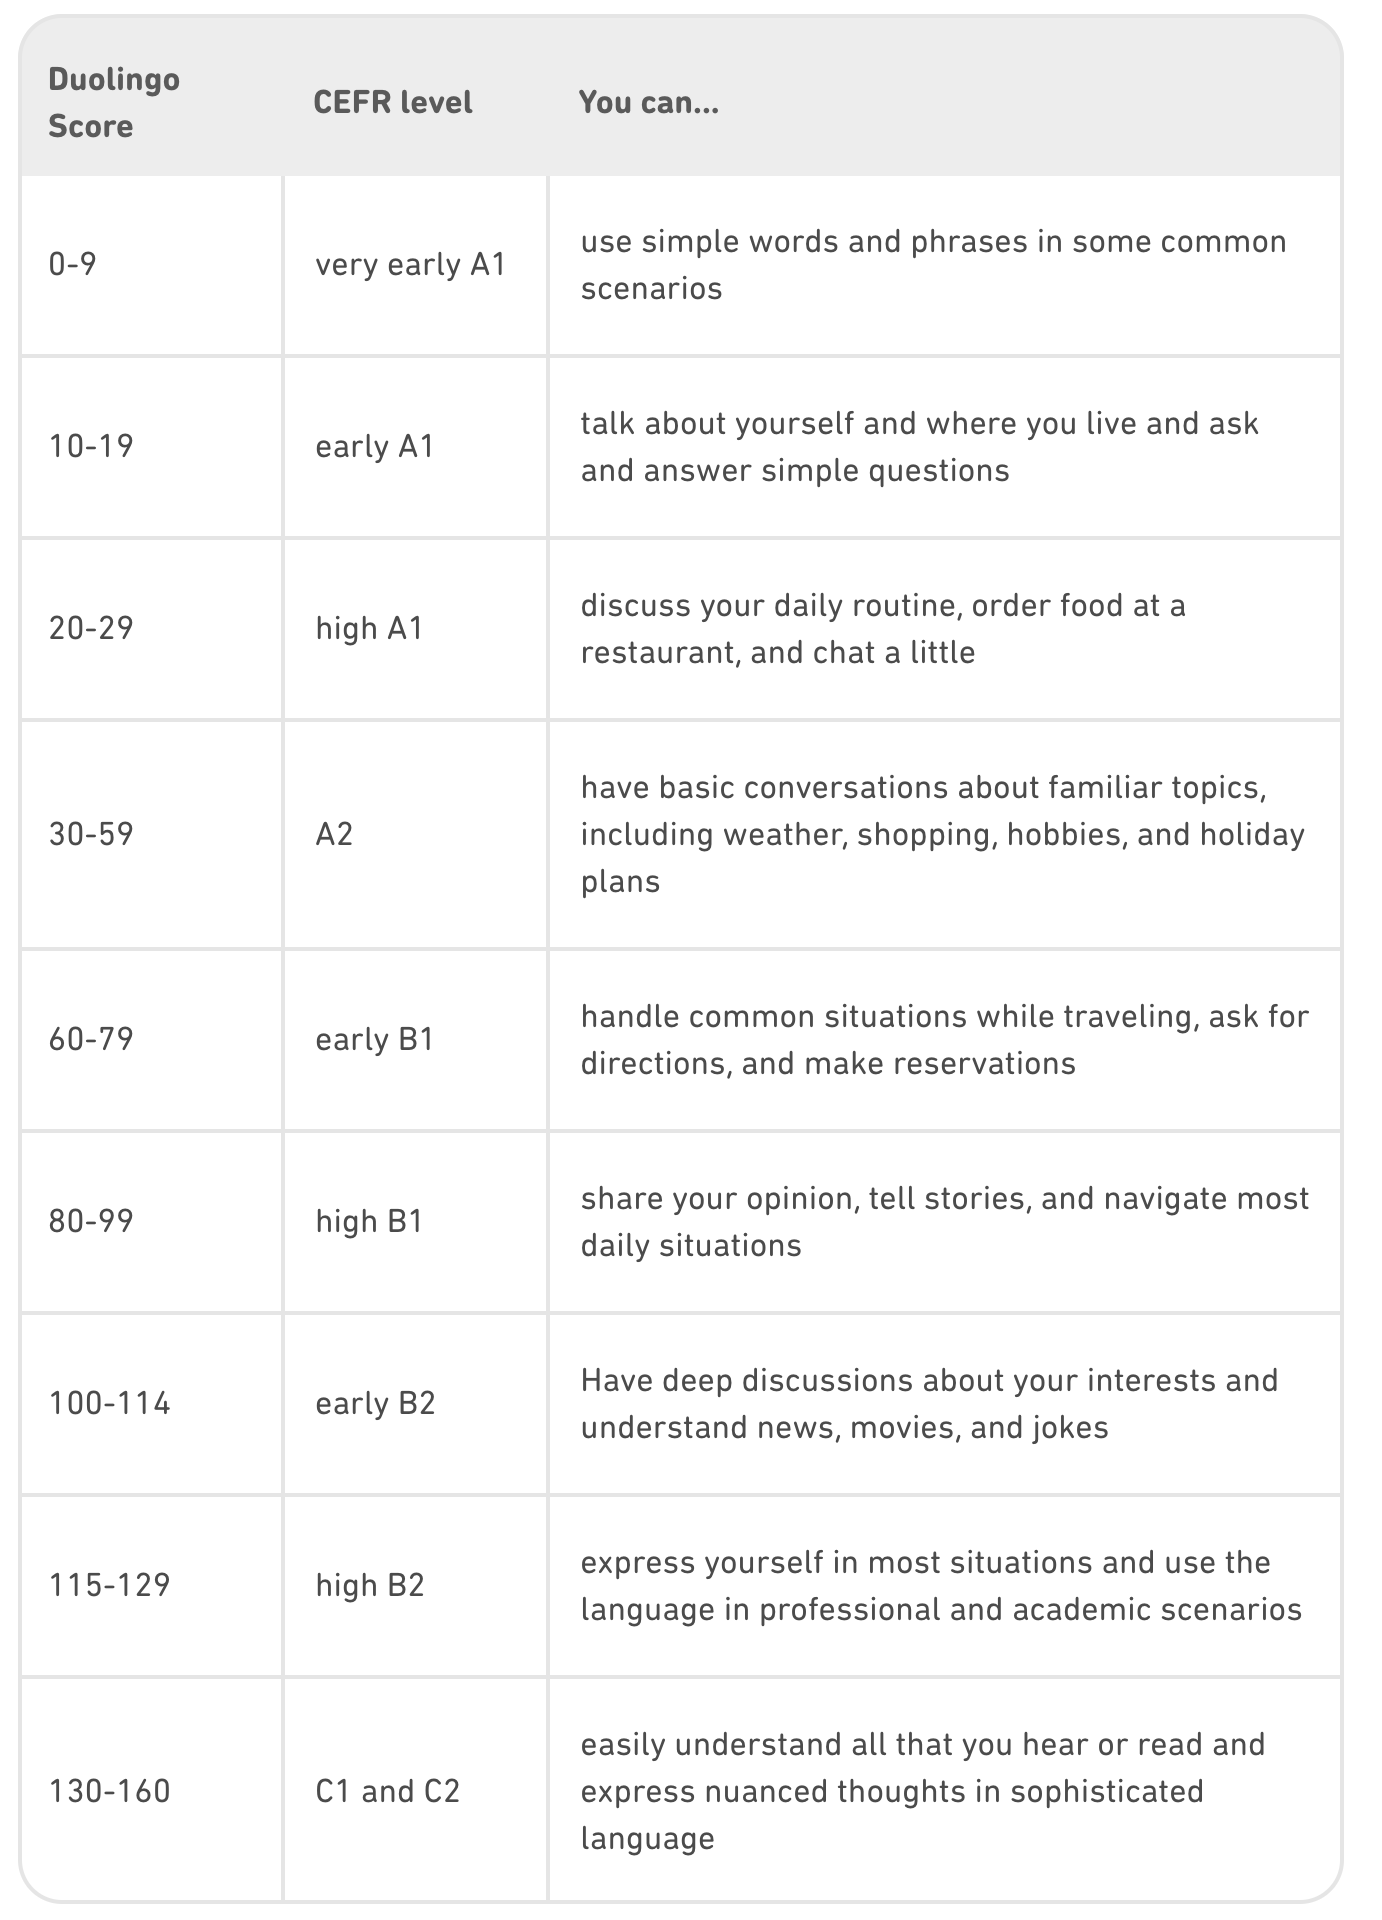 Duolingo
Score
CEFR level
You can...
0-9
very early A1
use simple words and phrases in some common
scenarios
10-19
early A1
talk about yourself and where you live and ask
and answer simple questions
20-29
high A1
discuss your daily routine, order food at a
restaurant, and chat a little
30-59
A2
have basic conversations about familiar topics,
including weather, shopping, hobbies, and holiday
plans
60-79
early B1
handle common situations while traveling, ask for
directions, and make reservations
80-99
high B1
share your opinion, tell stories, and navigate most
daily situations
100-114
early B2
Have deep discussions about your interests and
understand news, movies, and jokes
115-129
high B2
express yourself in most situations and use the
language in professional and academic scenarios
130-160
C1 and C2
easily understand all that you hear or read and
express nuanced thoughts in sophisticated
language